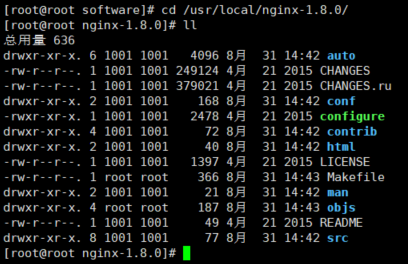 [root@root software]# cd /usr/local/nginx-1.8.0/
[root@root nginx-1.8.0]# ll
总用量 636
drwxr-xr-x. 6 1001 1001   4096 8月  31 14:42 auto
-rw-r--r--. 1 1001 1001 249124 4月  21 2015 CHANGES
-rw-r--r--. 1 1001 1001 379021 4月  21 2015 CHANGES.ru
drwxr-xr-x. 2 1001 1001    168 8月  31 14:42 conf
-rwxr-xr-x. 1 1001 1001   2478 4月  21 2015 configure
drwxr-xr-x. 4 1001 1001     72 8月  31 14:42 contrib
drwxr-xr-x. 2 1001 1001     40 8月  31 14:42 html
-rw-r--r--. 1 1001 1001   1397 4月  21 2015 LICENSE
-rw-r--r--. 1 root root    366 8月  31 14:43 Makefile
drwxr-xr-x. 2 1001 1001     21 8月  31 14:42 man
drwxr-xr-x. 4 root root    187 8月  31 14:43 objs
-rw-r--r--. 1 1001 1001     49 4月  21 2015 README
drwxr-xr-x. 8 1001 1001     77 8月  31 14:42 src
[root@root nginx-1.8.0]#